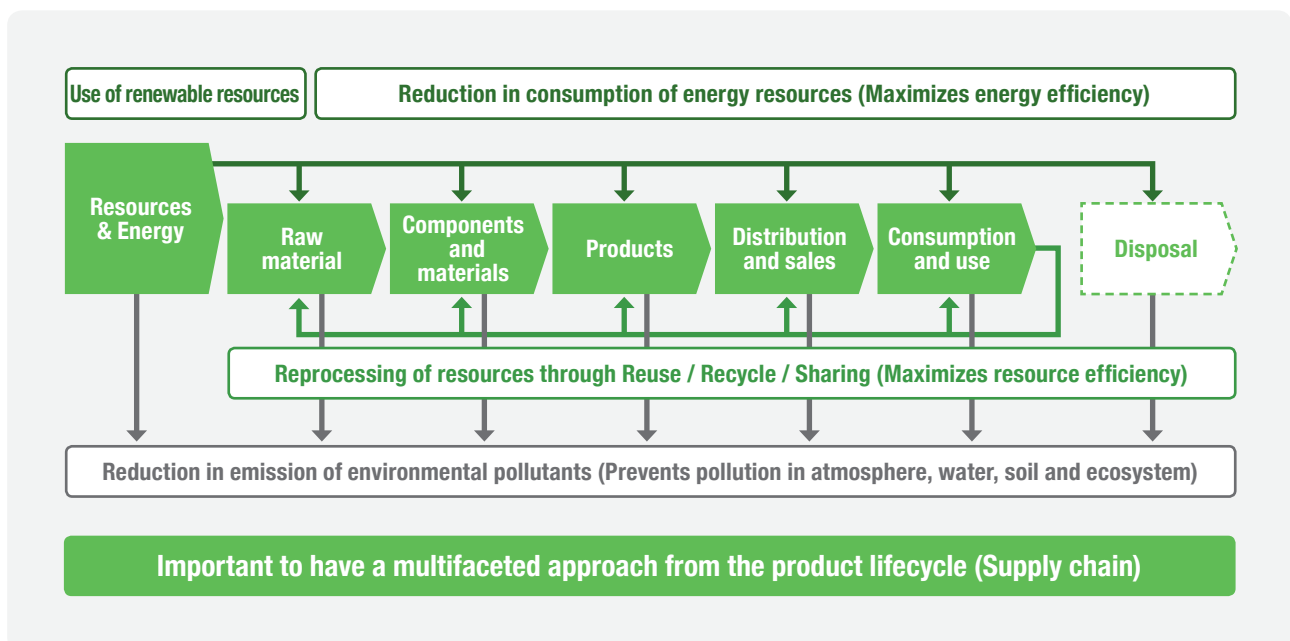 Use of renewable resources
Reduction in consumption of energy resources (Maximizes energy efficiency)
Resources
& Energy
Raw
material
Components
and
materials
Products
Distribution
and sales
Consumption
and use
Disposal
Reprocessing of resources through Reuse / Recycle / Sharing (Maximizes resource efficiency)
Reduction in emission of environmental pollutants (Prevents pollution in atmosphere, water, soil and ecosystem)
Important to have a multifaceted approach from the product lifecycle (Supply chain)